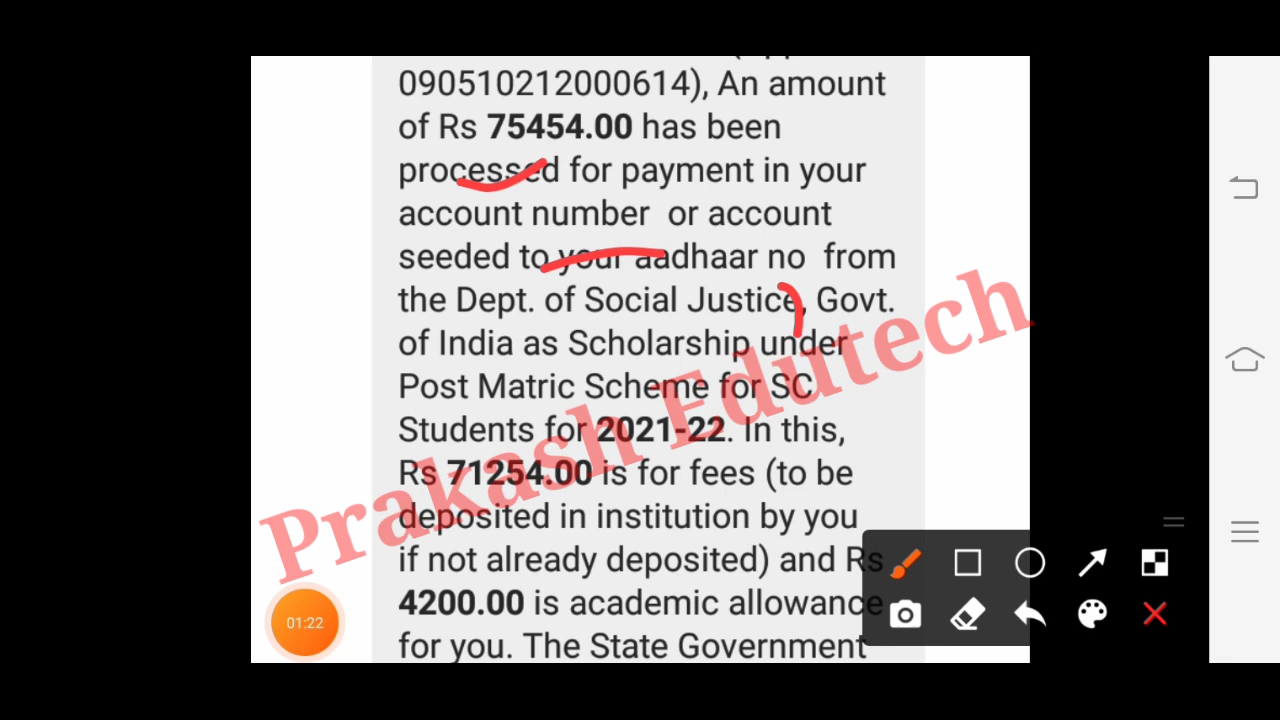 090510212000614), An amount
of Rs 75454.00 has been
processed for payment in your
account number or account
seeded to your aadhaar no from
the Dept. of Social Justice, Govt.
of India as Scholarship under
Post Matric Scheme for SC
Students for 2021-22. In this,
Rs 71254.00 is for fees (to be
deposited in institution by you
if not already deposited) and Rs
4200.00 is academic allowance
for you. The State Government
Prakash Edutech
01:22